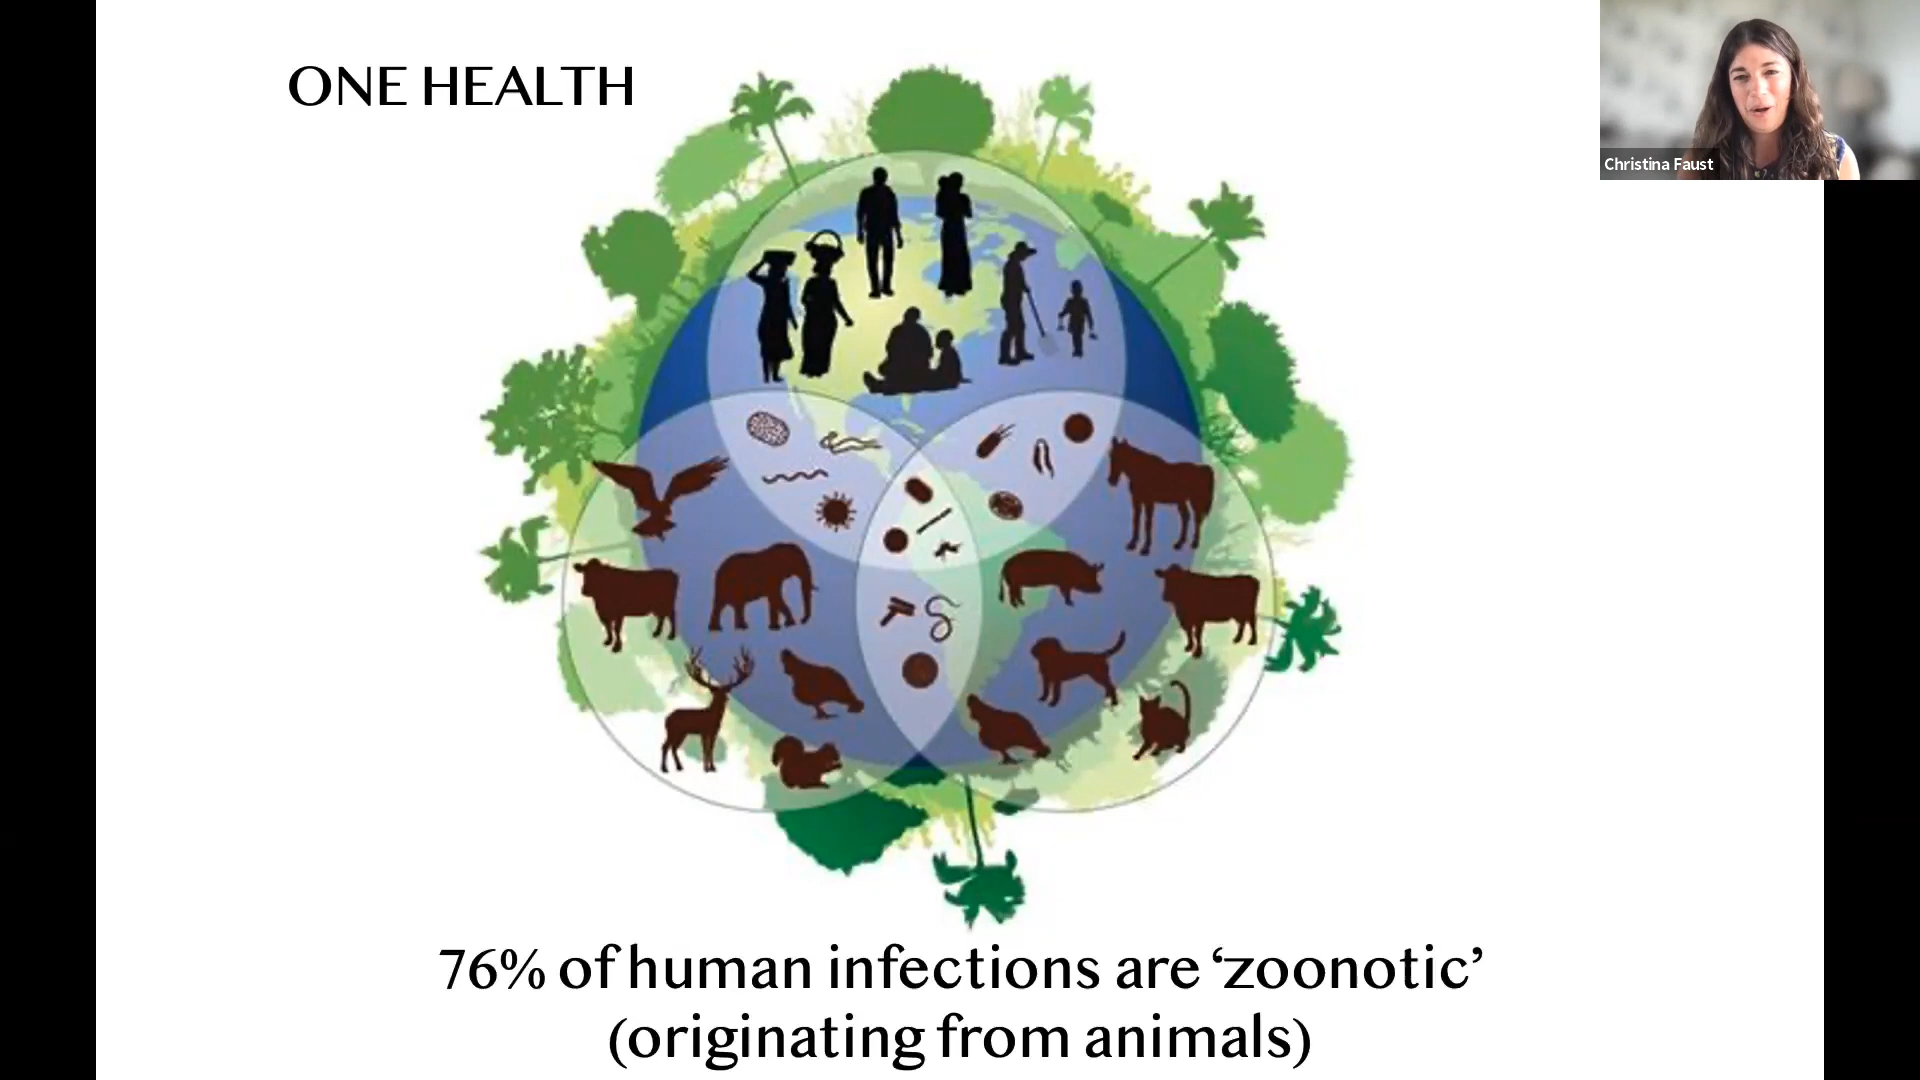 ONE HEALTH
Christina Faust
76% of human infections are ‘zoonotic’
(originating from animals)